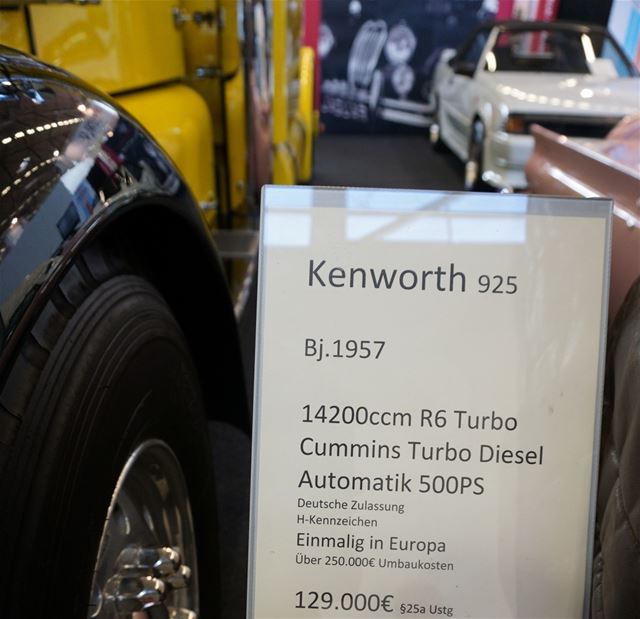 Kenworth 925
Bj.1957
14200ccm R6 Turbo
Cummins Turbo Diesel
Automatik 500PS
Deutsche Zulassung
H-Kennzeichen
Einmalig in Europa
Über 250.000€ Umbaukosten
129.000€ §25a Ustg